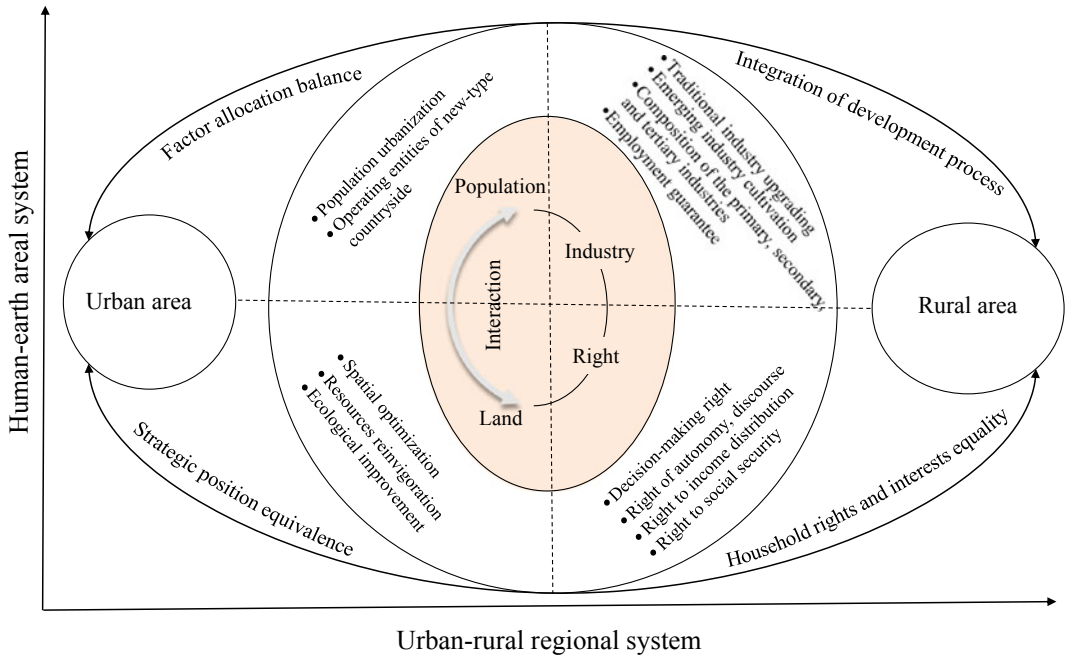 Human-earth areal system
Factor allocation balance
Integration of development process
• Population urbanization
• Operating entities of new-type
countryside
• Traditional industry upgrading
• Emerging industry cultivation
• Composition of the primary, secondary,
and tertiary industries
• Employment guarantee
Population
Industry
Interaction
Right
Land
Urban area
Rural area
• Spatial optimization
• Resources reinvigoration
• Ecological improvement
• Decision-making right
• Right of autonomy, discourse
• Right to income distribution
• Right to social security
Strategic position equivalence
Household rights and interests equality
Urban-rural regional system